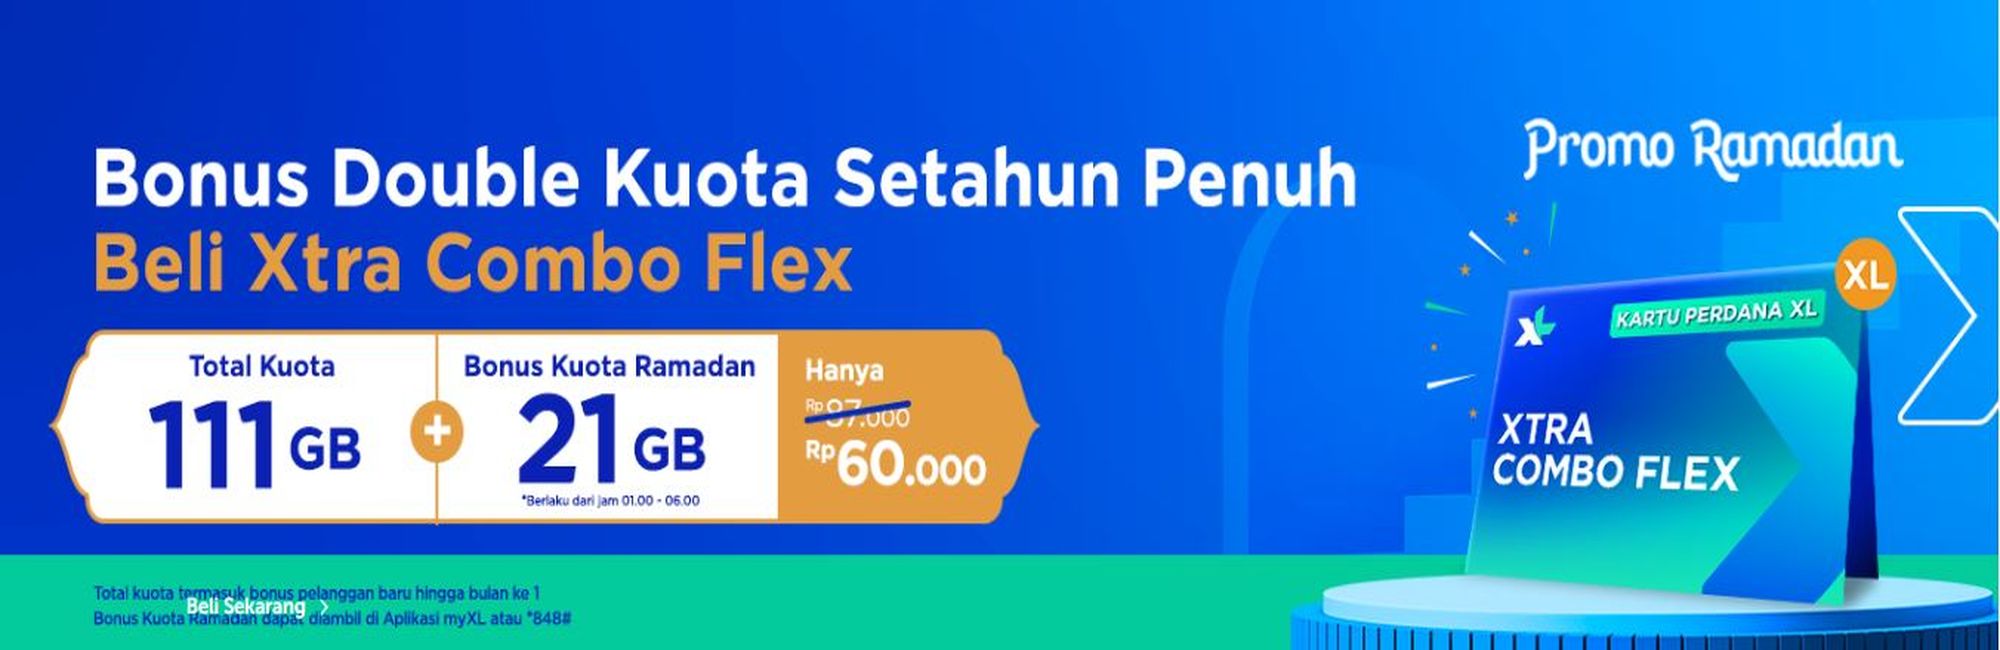 Promo Ramadan
Bonus Double Kuota Setahun Penuh
Beli Xtra Combo Flex
Total Kuota
111 GB
+
Bonus Kuota Ramadan
21 GB
*Berlaku dari jam 01.00 - 06.00
Hanya
Rp 87.000
Rp 60.000
XL
XL
KARTU PERDANA XL
XTRA
COMBO FLEX
Total kuota termasuk bonus pelanggan baru hingga bulan ke 1
Beli Sekarang >
Bonus Kuota Ramadan dapat diambil di Aplikasi myXL atau *848#